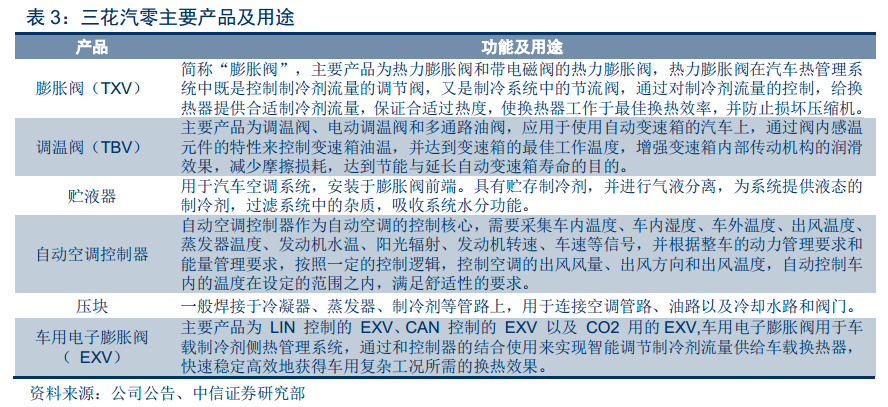 表 3：三花汽零主要产品及用途
产品 功能及用途
膨胀阀（TXV） 简称“膨胀阀”，主要产品为热力膨胀阀和带电磁阀的热力膨胀阀，热力膨胀阀在汽车热管理系
统中既是控制制冷剂流量的调节阀，又是制冷系统中的节流阀，通过对制冷剂流量的控制，给换
热器提供合适制冷剂流量，保证合适过热度，使换热器工作于最佳换热效率，并防止损坏压缩机。
调温阀（TBV） 主要产品为调温阀、电动调温阀和多通路油阀，应用于使用自动变速箱的汽车上，通过阀内感温
元件的特性来控制变速箱油温，并达到变速箱的最佳工作温度，增强变速箱内部传动机构的润滑
效果，减少摩擦损耗，达到节能与延长自动变速箱寿命的目的。
贮液器 用于汽车空调系统，安装于膨胀阀前端。具有贮存制冷剂，并进行气液分离，为系统提供液态的
制冷剂，过滤系统中的杂质，吸收系统水分功能。
自动空调控制器 自动空调控制器作为自动空调的控制核心，需要采集车内温度、车内湿度、车外温度、出风温度、
蒸发器温度、发动机水温、阳光辐射、发动机转速、车速等信号，并根据整车的动力管理要求和
能量管理要求，按照一定的控制逻辑，控制空调的出风风量、出风方向和出风温度，自动控制车
内的温度在设定的范围之内，满足舒适性的要求。
压块 一般焊接于冷凝器、蒸发器、制冷剂等管路上，用于连接空调管路、油路以及冷却水路和阀门。
车用电子膨胀阀
（ EXV） 主要产品为 LIN 控制的 EXV、CAN 控制的 EXV 以及 CO2 用的 EXV,车用电子膨胀阀用于车
载制冷剂侧热管理系统，通过和控制器的结合使用来实现智能调节制冷剂流量供给车载换热器，
快速稳定高效地获得车用复杂工况所需的换热效果。
资料来源：公司公告、中信证券研究部